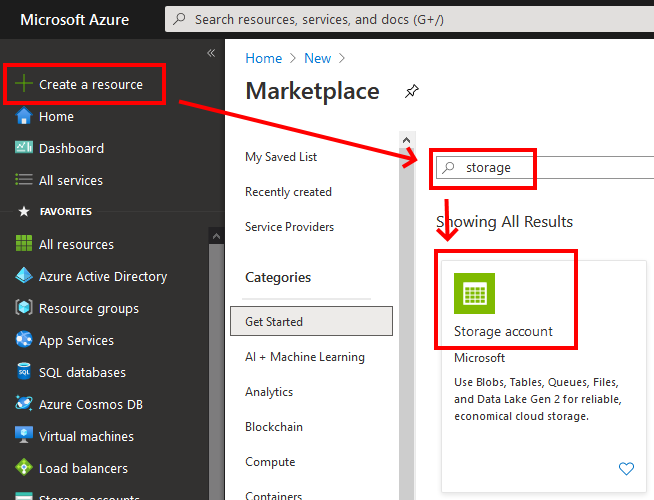 Microsoft Azure
Search resources, services, and docs (G+/)
«
Create a resource
Home
Dashboard
All services
FAVORITES
All resources
Azure Active Directory
Resource groups
App Services
SQL databases
Azure Cosmos DB
Virtual machines
Load balancers
Storage accounts
Home > New >
Marketplace
My Saved List
Recently created
Service Providers
Categories
Get Started
AI + Machine Learning
Analytics
Blockchain
Compute
Containers
storage
Showing All Results
Storage account
Microsoft
Use Blobs, Tables, Queues, Files,
and Data Lake Gen 2 for reliable,
economical cloud storage.